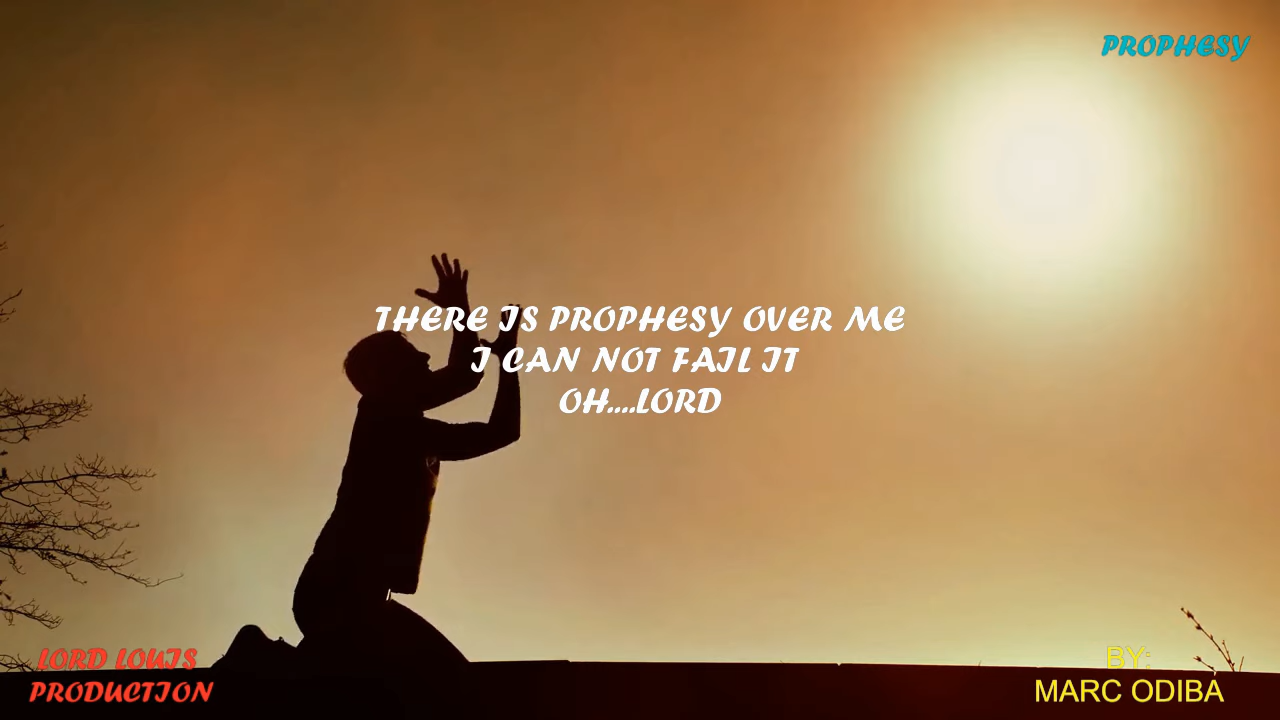 PROPHESY
THERE IS PROPHESY OVER ME
I CAN NOT FAIL IT
OH....LORD
LORD LOUIS
PRODUCTION
BY:
MARC ODIBA